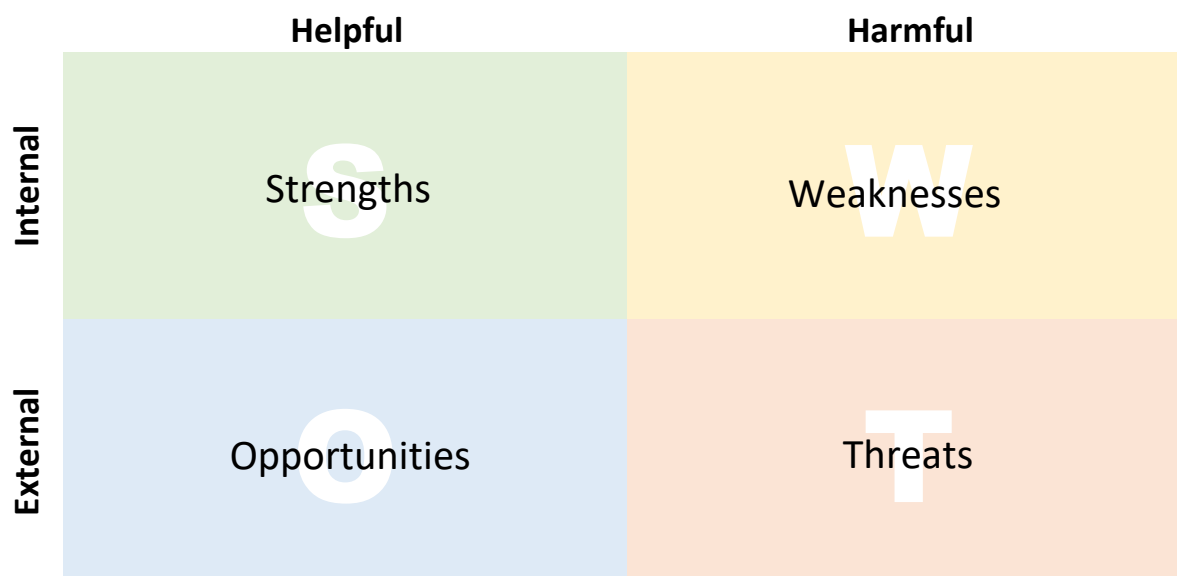 Helpful Harmful
Internal
S
Strengths
W
Weaknesses
External
O
Opportunities
T
Threats